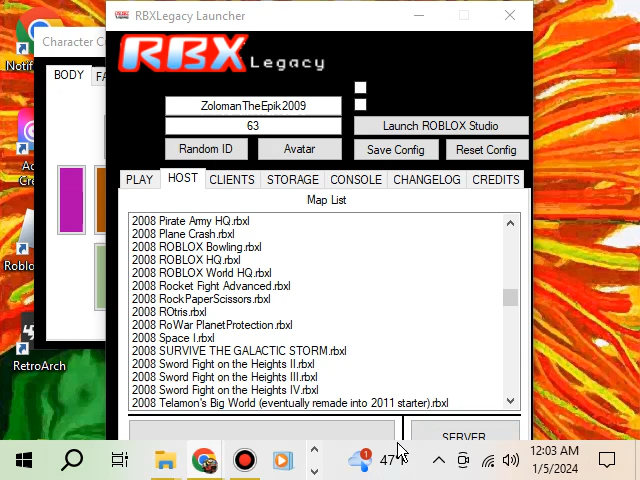 RBXLegacy Launcher
Notif
Character C
RBX Legacy
BODY
ZolomanTheEpik2009
63
Launch ROBLOX Studio
Random ID
Avatar
Save Config
Reset Config
PLAY
HOST
CLIENTS
STORAGE
CONSOLE
CHANGELOG
CREDITS
Map List
2008 Pirate Army HQ.rbxl
2008 Plane Crash.rbxl
2008 ROBLOX Bowling.rbxl
2008 ROBLOX HQ.rbxl
2008 ROBLOX World HQ.rbxl
2008 Rocket Fight Advanced.rbxl
2008 RockPaperScissors.rbxl
2008 ROtris.rbxl
2008 RoWar PlanetProtection.rbxl
2008 Space I.rbxl
2008 SURVIVE THE GALACTIC STORM.rbxl
2008 Sword Fight on the Heights II.rbxl
2008 Sword Fight on the Heights III.rbxl
2008 Sword Fight on the Heights IV.rbxl
2008 Telamon's Big World (eventually remade into 2011 starter).rbxl
Roblo
RetroArch
SERVER
1
47°F
12:03 AM
1/5/2024